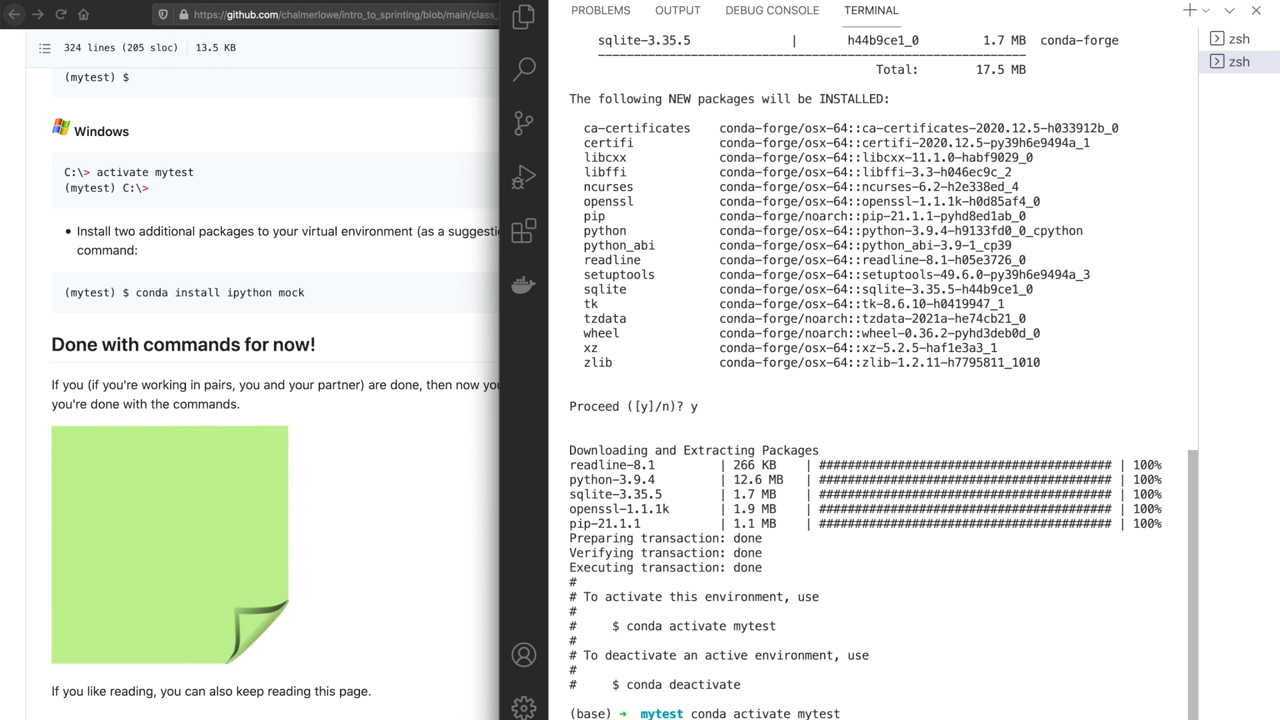 https://github.com/chalmerlowe/intro_to_sprinting/blob/main/class_
324 lines (205 sloc) 13.5 KB
(mytest) $
Windows
C:\> activate mytest
(mytest) C:\>
• Install two additional packages to your virtual environment (as a suggestio
command:
(mytest) $ conda install ipython mock
Done with commands for now!
If you (if you're working in pairs, you and your partner) are done, then now you
you're done with the commands.
If you like reading, you can also keep reading this page.
PROBLEMS OUTPUT DEBUG CONSOLE TERMINAL
sqlite-3.35.5 | h44b9ce1_0 1.7 MB conda-forge
------------------------------------------------------------
Total: 17.5 MB
The following NEW packages will be INSTALLED:
ca-certificates conda-forge/osx-64::ca-certificates-2020.12.5-h033912b_0
certifi conda-forge/osx-64::certifi-2020.12.5-py39h6e9494a_1
libcxx conda-forge/osx-64::libcxx-11.1.0-habf9029_0
libffi conda-forge/osx-64::libffi-3.3-h046ec9c_2
ncurses conda-forge/osx-64::ncurses-6.2-h2e338ed_4
openssl conda-forge/osx-64::openssl-1.1.1k-h0d85af4_0
pip conda-forge/noarch::pip-21.1.1-pyhd8ed1ab_0
python conda-forge/osx-64::python-3.9.4-h9133fd0_0_cpython
python_abi conda-forge/osx-64::python_abi-3.9-1_cp39
readline conda-forge/osx-64::readline-8.1-h05e3726_0
setuptools conda-forge/osx-64::setuptools-49.6.0-py39h6e9494a_3
sqlite conda-forge/osx-64::sqlite-3.35.5-h44b9ce1_0
tk conda-forge/osx-64::tk-8.6.10-h0419947_1
tzdata conda-forge/noarch::tzdata-2021a-he74cb21_0
wheel conda-forge/noarch::wheel-0.36.2-pyhd3deb0d_0
xz conda-forge/osx-64::xz-5.2.5-haf1e3a3_1
zlib conda-forge/osx-64::zlib-1.2.11-h7795811_1010
Proceed ([y]/n)? y
Downloading and Extracting Packages
readline-8.1 | 266 KB | ######################################### | 100%
python-3.9.4 | 12.6 MB | ######################################### | 100%
sqlite-3.35.5 | 1.7 MB | ######################################### | 100%
openssl-1.1.1k | 1.9 MB | ######################################### | 100%
pip-21.1.1 | 1.1 MB | ######################################### | 100%
Preparing transaction: done
Verifying transaction: done
Executing transaction: done
#
# To activate this environment, use
#
# $ conda activate mytest
#
# To deactivate an active environment, use
#
# $ conda deactivate
(base) ➜ mytest conda activate mytest
zsh
zsh